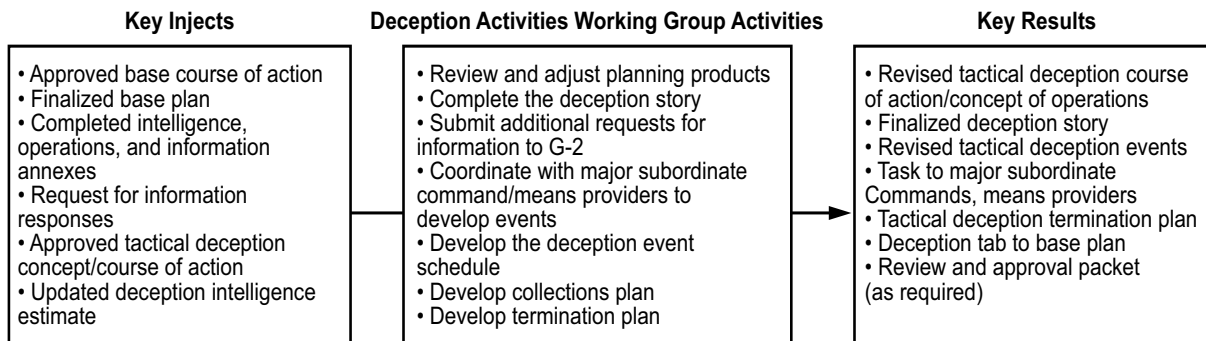 Key Injects
• Approved base course of action
• Finalized base plan
• Completed intelligence,
operations, and information
annexes
• Request for information
responses
• Approved tactical deception
concept/course of action
• Updated deception intelligence
estimate
Deception Activities Working Group Activities
• Review and adjust planning products
• Complete the deception story
• Submit additional requests for
information to G-2
• Coordinate with major subordinate
command/means providers to
develop events
• Develop the deception event
schedule
• Develop collections plan
• Develop termination plan
Key Results
• Revised tactical deception course
of action/concept of operations
• Finalized deception story
• Revised tactical deception events
• Task to major subordinate
Commands, means providers
• Tactical deception termination plan
• Deception tab to base plan
• Review and approval packet
(as required)